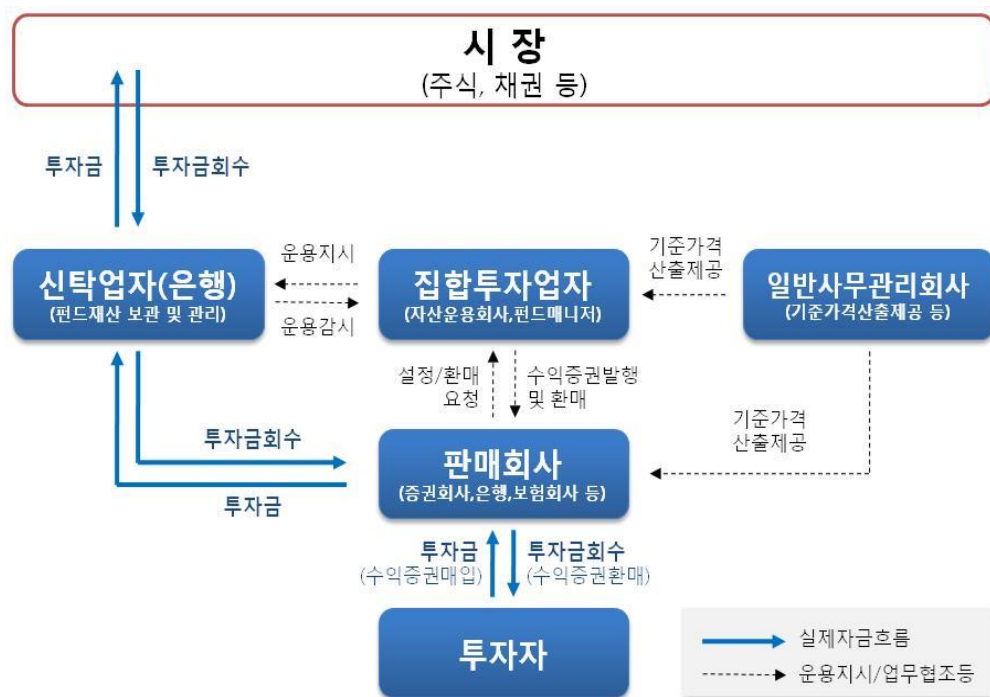 시 장
(주식, 채권 등)
투자금
투자금회수
신탁업자(은행)
(펀드재산 보관 및 관리)
운용지시
운용감시
집합투자업자
(자산운용회사,펀드매니저)
기준가격
산출제공
일반사무관리회사
(기준가격산출제공 등)
설정/환매
요청
수익증권발행
및 환매
기준가격
산출제공
투자금회수
투자금
판매회사
(증권회사,은행,보험회사 등)
투자금
(수익증권매입)
투자금회수
(수익증권환매)
투자자
실제자금흐름
운용지시/업무협조등